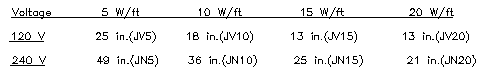 Voltage 5 W/ft 10 W/ft 15 W/ft 20 W/ft
120 V 25 in.(JV5) 18 in.(JV10) 13 in.(JV15) 13 in.(JV20)
240 V 49 in.(JN5) 36 in.(JN10) 25 in.(JN15) 21 in.(JN20)